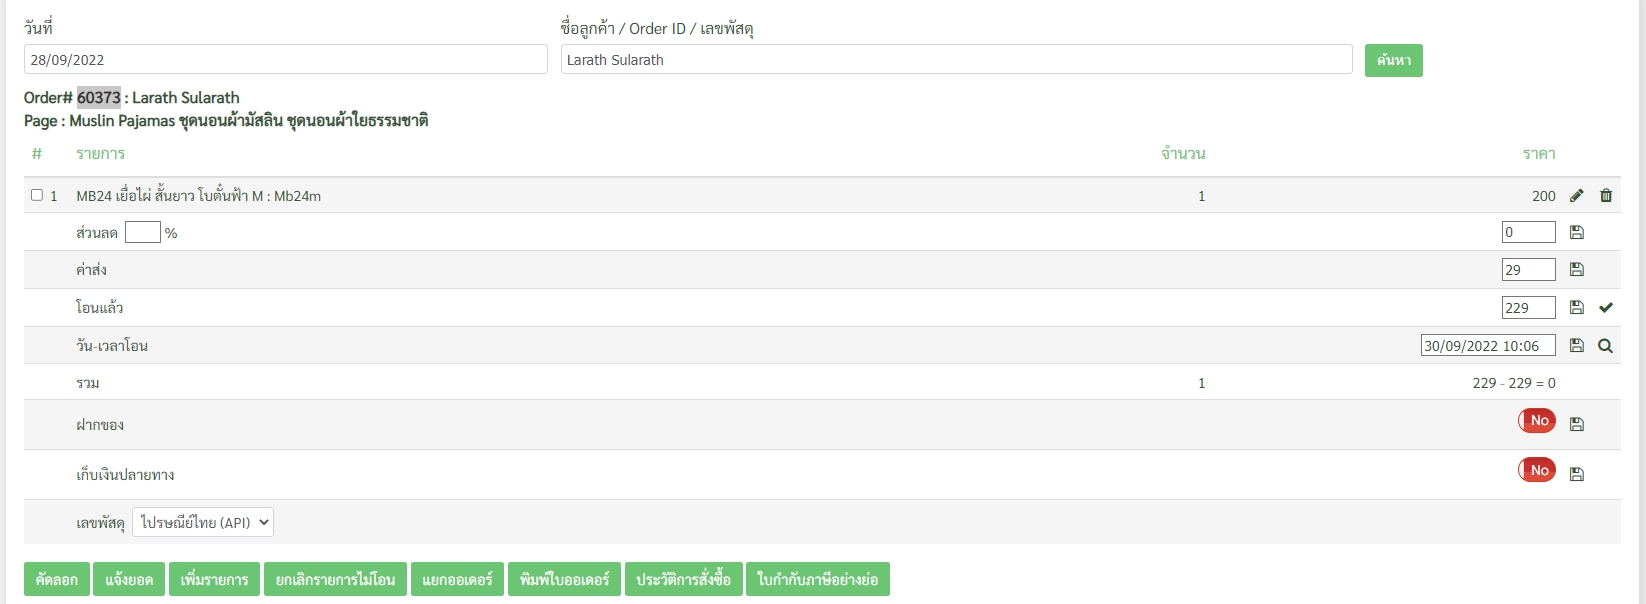 วันที่ ชื่อลูกค้า / Order ID / เลขพัสดุ
28/09/2022 Larath Sularath ค้นหา
Order# 60373 : Larath Sularath
Page : Muslin Pajamas ชุดนอนผ้ามัสลิน ชุดนอนผ้าใยธรรมชาติ
# รายการ จำนวน ราคา
1 MB24 เยื่อไผ่ สั้นยาว โบตั๋นฟ้า M : Mb24m 1 200
ส่วนลด % 0
ค่าส่ง 29
โอนแล้ว 229
วัน-เวลาโอน 30/09/2022 10:06
รวม 1 229 - 229 = 0
ฝากของ No
เก็บเงินปลายทาง No
เลขพัสดุ ไปรษณีย์ไทย (API)
คัดลอก แจ้งยอด เพิ่มรายการ ยกเลิกรายการไม่โอน แยกออเดอร์ พิมพ์ใบออเดอร์ ประวัติการสั่งซื้อ ใบกำกับภาษีอย่างย่อ